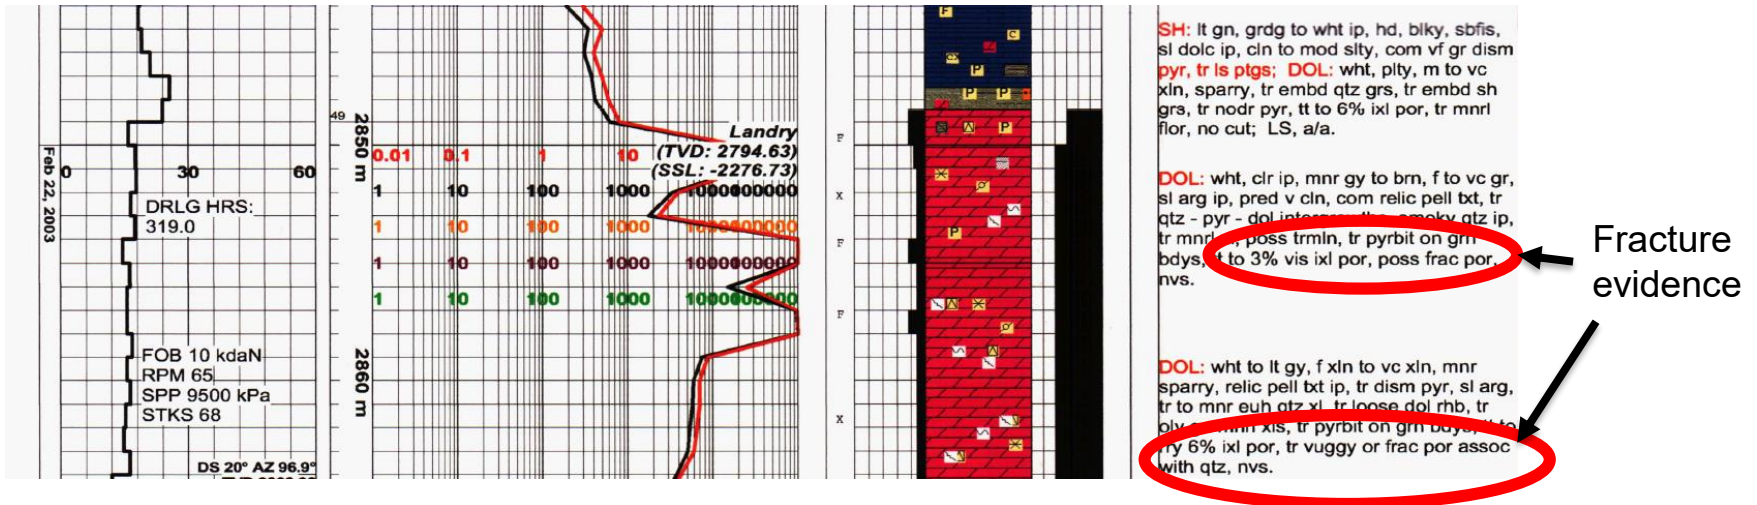 Feb 22, 2003
0 30 60
DRLG HRS:
319.0
FOB 10 kdaN
RPM 65
SPP 9500 kPa
STKS 68
DS 20° AZ 96.9°
49
2850 m
2860 m
Landry
(TVD: 2794.63)
(SSL: -2276.73)
0.01 0.1 1 10
1 10 100 1000 10000
1 10 100 1000 10000
1 10 100 1000 10000
1 10 100 1000 10000
F
C
P
P P
P
P
F
X
F
F
X
SH: lt gn, grdg to wht ip, hd, blky, sbfis,
sl dolc ip, cln to mod slty, com vf gr dism
pyr, tr ls ptgs; DOL: wht, plty, m to vc
xln, sparry, tr embd qtz grs, tr embd sh
grs, tr nodr pyr, tt to 6% ixl por, tr mnrl
flor, no cut; LS, a/a.
DOL: wht, clr ip, mnr gy to brn, f to vc gr,
sl arg ip, pred v cln, com relic pell txt, tr
qtz - pyr - dol smoky qtz ip,
tr poss trmln, tr pyrbit on grn
bdys, to 3% vis ixl por, poss frac por,
nvs.
DOL: wht to lt gy, f xln to vc xln, mnr
sparry, relic pell txt ip, tr dism pyr, sl arg,
tr to mnr euh qtz xl, tr loose dol rhb, tr
xls, tr pyrbit on grn bdys, to
6% ixl por, tr vuggy or frac por assoc
with qtz, nvs.
Fracture
evidence